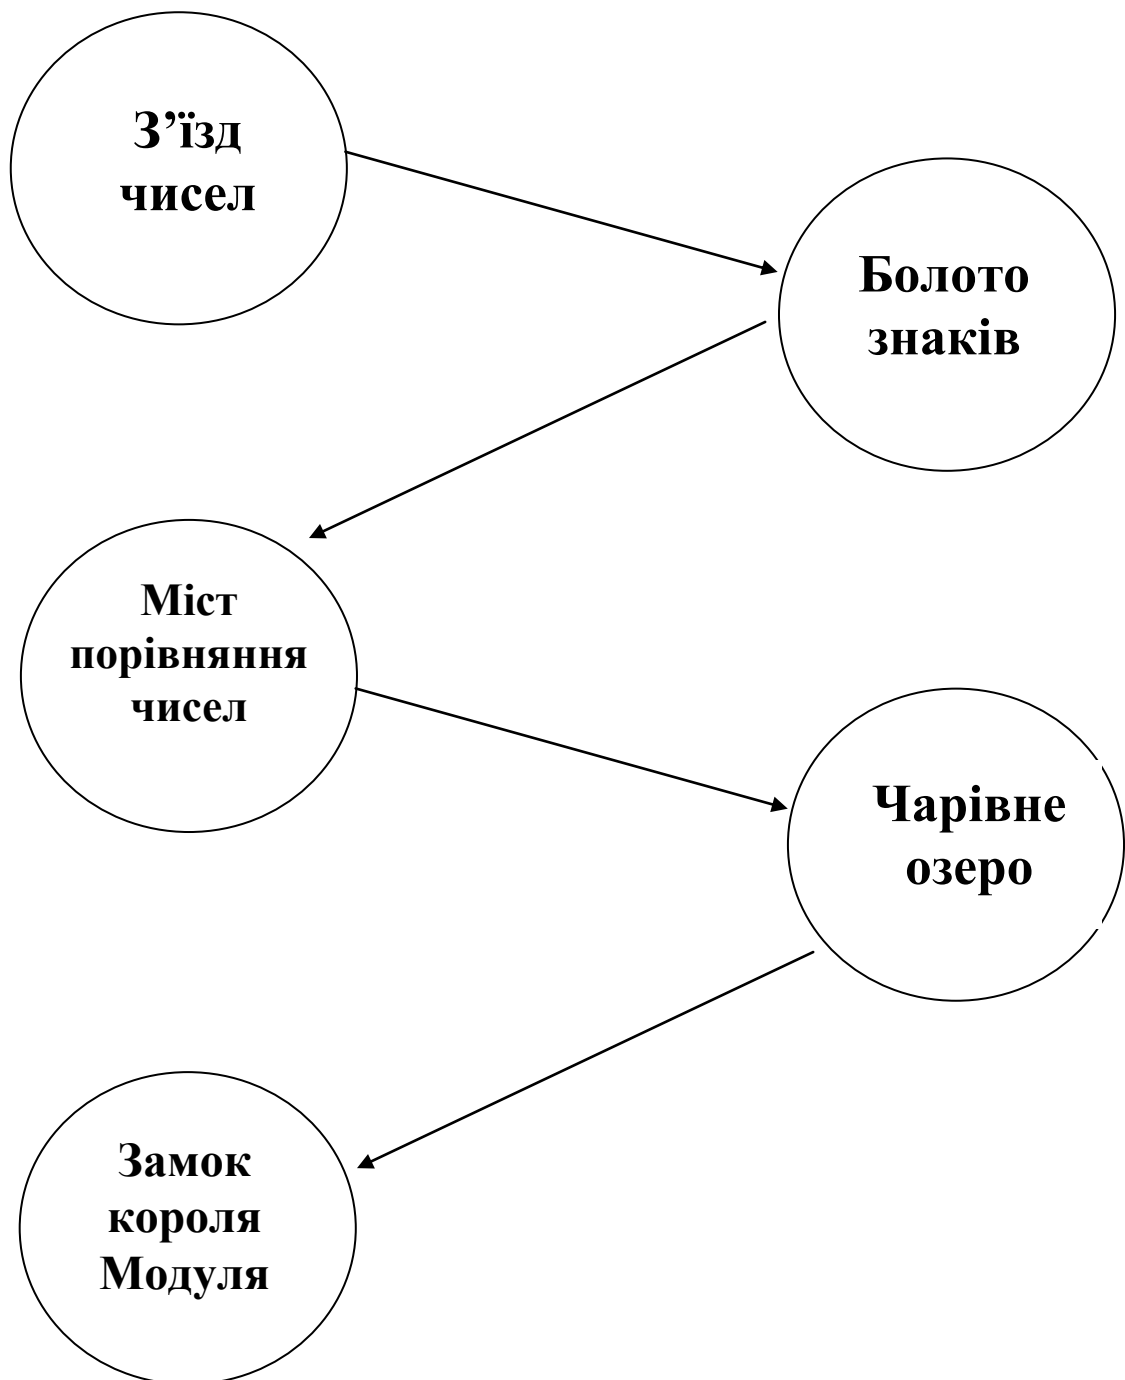 З’їзд
чисел
Болото
знаків
Міст
порівняння
чисел
Чарівне
озеро
Замок
короля
Модуля